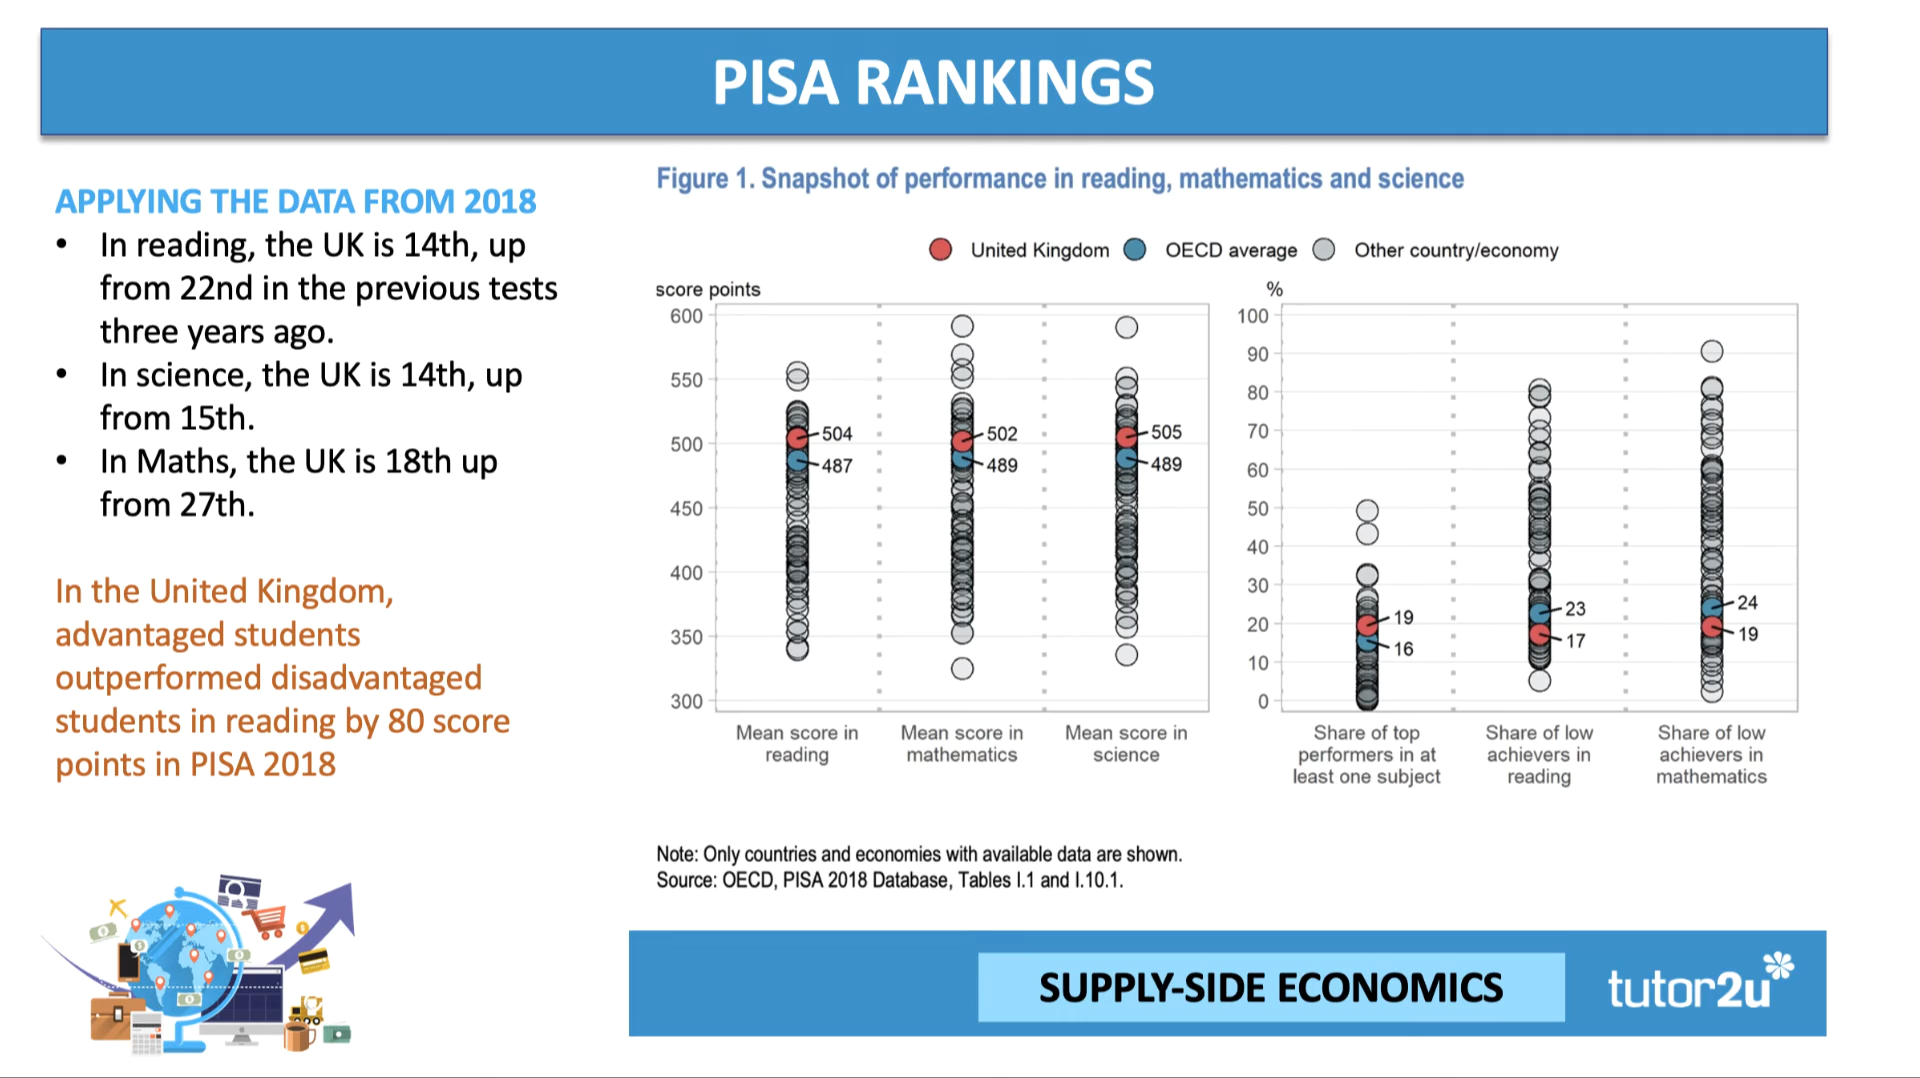 PISA RANKINGS
APPLYING THE DATA FROM 2018
• In reading, the UK is 14th, up
from 22nd in the previous tests
three years ago.
• In science, the UK is 14th, up
from 15th.
• In Maths, the UK is 18th up
from 27th.
In the United Kingdom,
advantaged students
outperformed disadvantaged
students in reading by 80 score
points in PISA 2018
Figure 1. Snapshot of performance in reading, mathematics and science
United Kingdom OECD average Other country/economy
score points
600
550
500
450
400
350
300
504
487
502
489
505
489
Mean score in
reading
Mean score in
mathematics
Mean score in
science
%
100
90
80
70
60
50
40
30
20
10
0
19
16
23
17
24
19
Share of top
performers in at
least one subject
Share of low
achievers in
reading
Share of low
achievers in
mathematics
Note: Only countries and economies with available data are shown.
Source: OECD, PISA 2018 Database, Tables I.1 and I.10.1.
SUPPLY-SIDE ECONOMICS
tutor2u